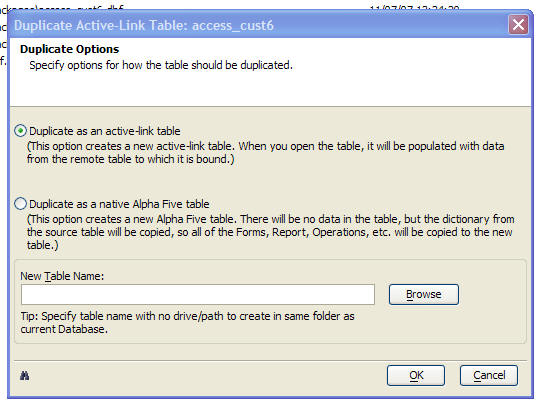 11/07/07 12:34:20
Duplicate Active-Link Table: access_cust6
Duplicate Options
Specify options for how the table should be duplicated.
Duplicate as an active-link table
(This option creates a new active-link table. When you open the table, it will be populated with data
from the remote table to which it is bound.)
Duplicate as a native Alpha Five table
(This option creates a new Alpha Five table. There will be no data in the table, but the dictionary from
the source table will be copied, so all of the Forms, Report, Operations, etc. will be copied to the new
table.)
New Table Name:
Browse
Tip: Specify table name with no drive/path to create in same folder as
current Database.
OK
Cancel